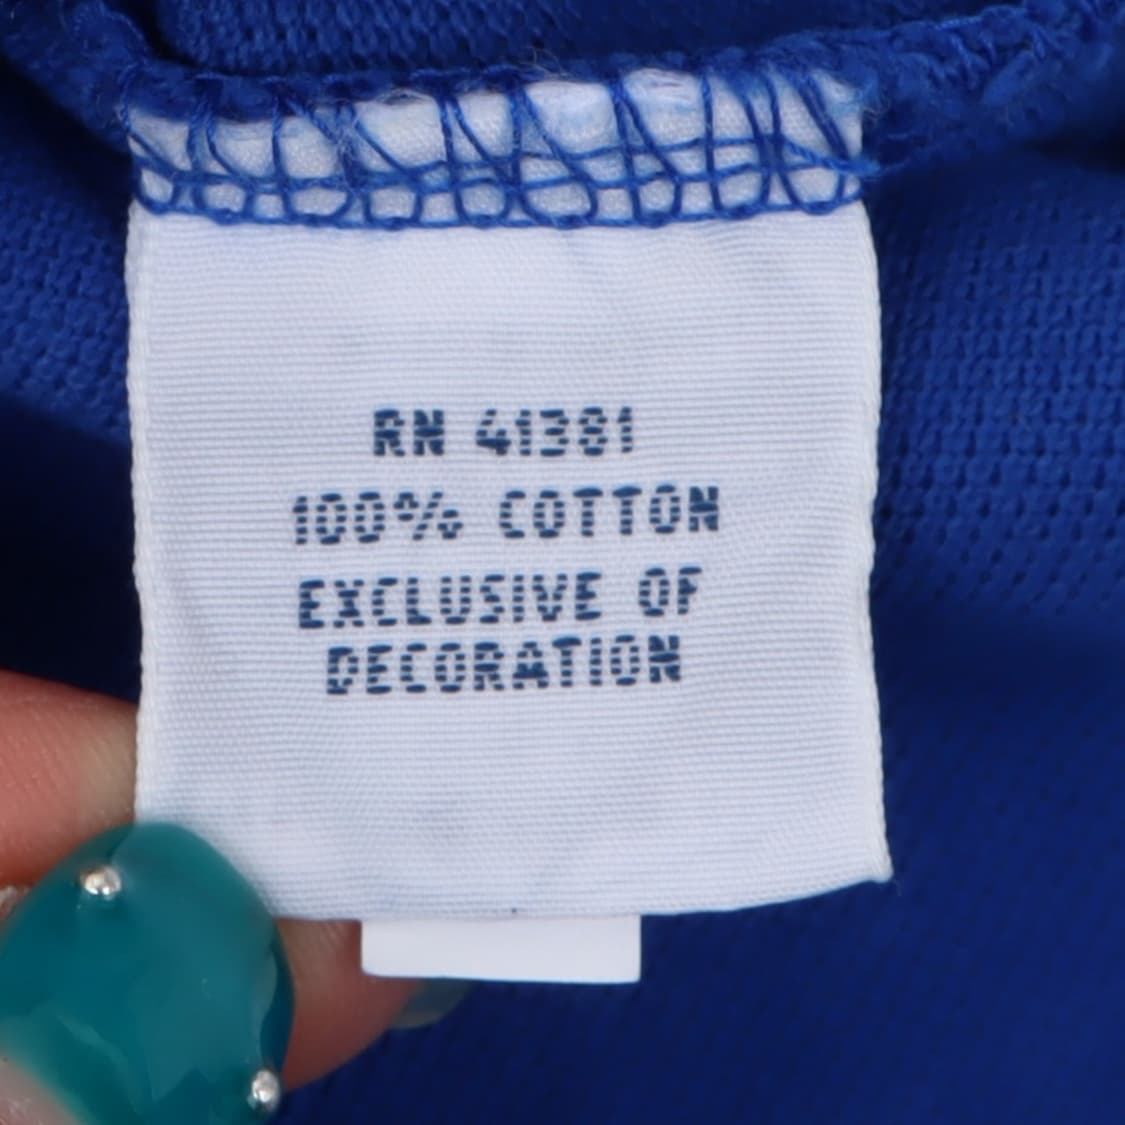 RN 41381
100% COTTON
EXCLUSIVE OF
DECORATION